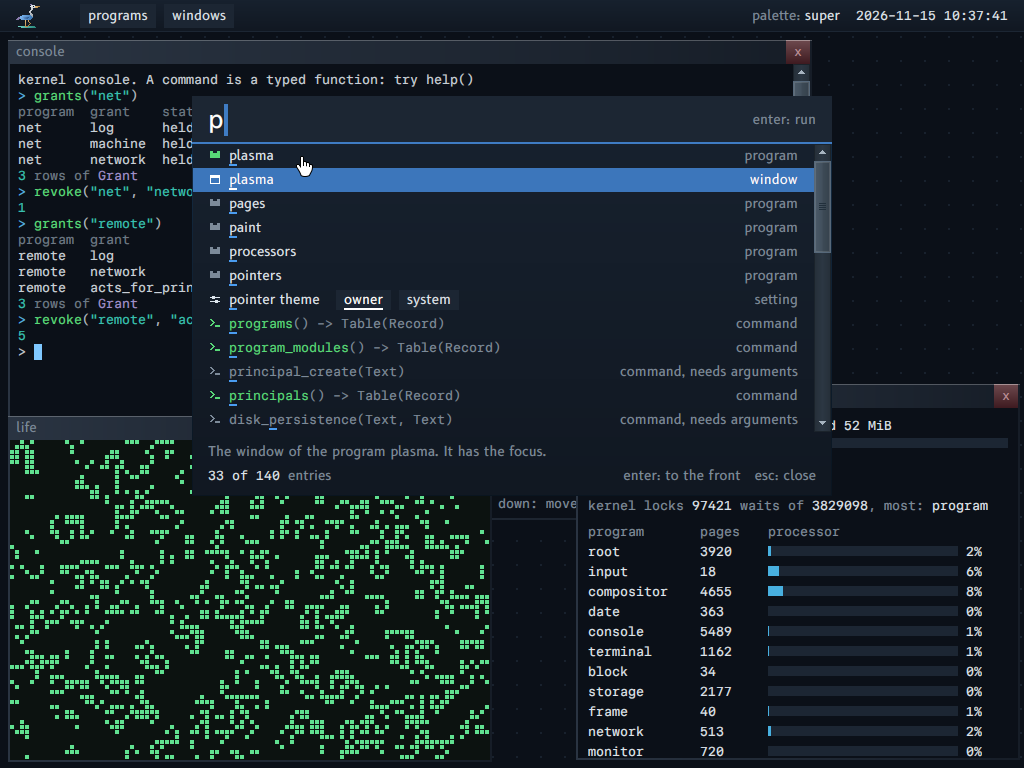 programs windows palette: super 2026-11-15 10:37:41
console x
kernel console. A command is a typed function: try help()
> grants("net")
program grant
net log held
net machine held
net network held
3 rows of Grant
> revoke("net",
1
> grants("remote")
program grant
remote log
remote network
remote
3 rows of Grant
> revoke("remote",
5
>
p enter: run
plasma program
plasma window
pages program
paint program
processors program
pointers program
pointer theme owner system setting
programs() -> Table(Record) command
program_modules() -> Table(Record) command
principal_create(Text) command, needs arguments
principals() -> Table(Record) command
disk_persistence(Text, Text) command, needs arguments
The window of the program plasma. It has the focus.
33 of 140 entries enter: to the front esc: close
life
down: move
x
52 MiB
kernel locks 97421 waits of 3829098, most: program
program pages processor
root 3920 2%
input 18 6%
compositor 4655 8%
date 363 0%
console 5489 1%
terminal 1162 1%
block 34 0%
storage 2177 0%
frame 40 1%
network 513 2%
monitor 720 0%